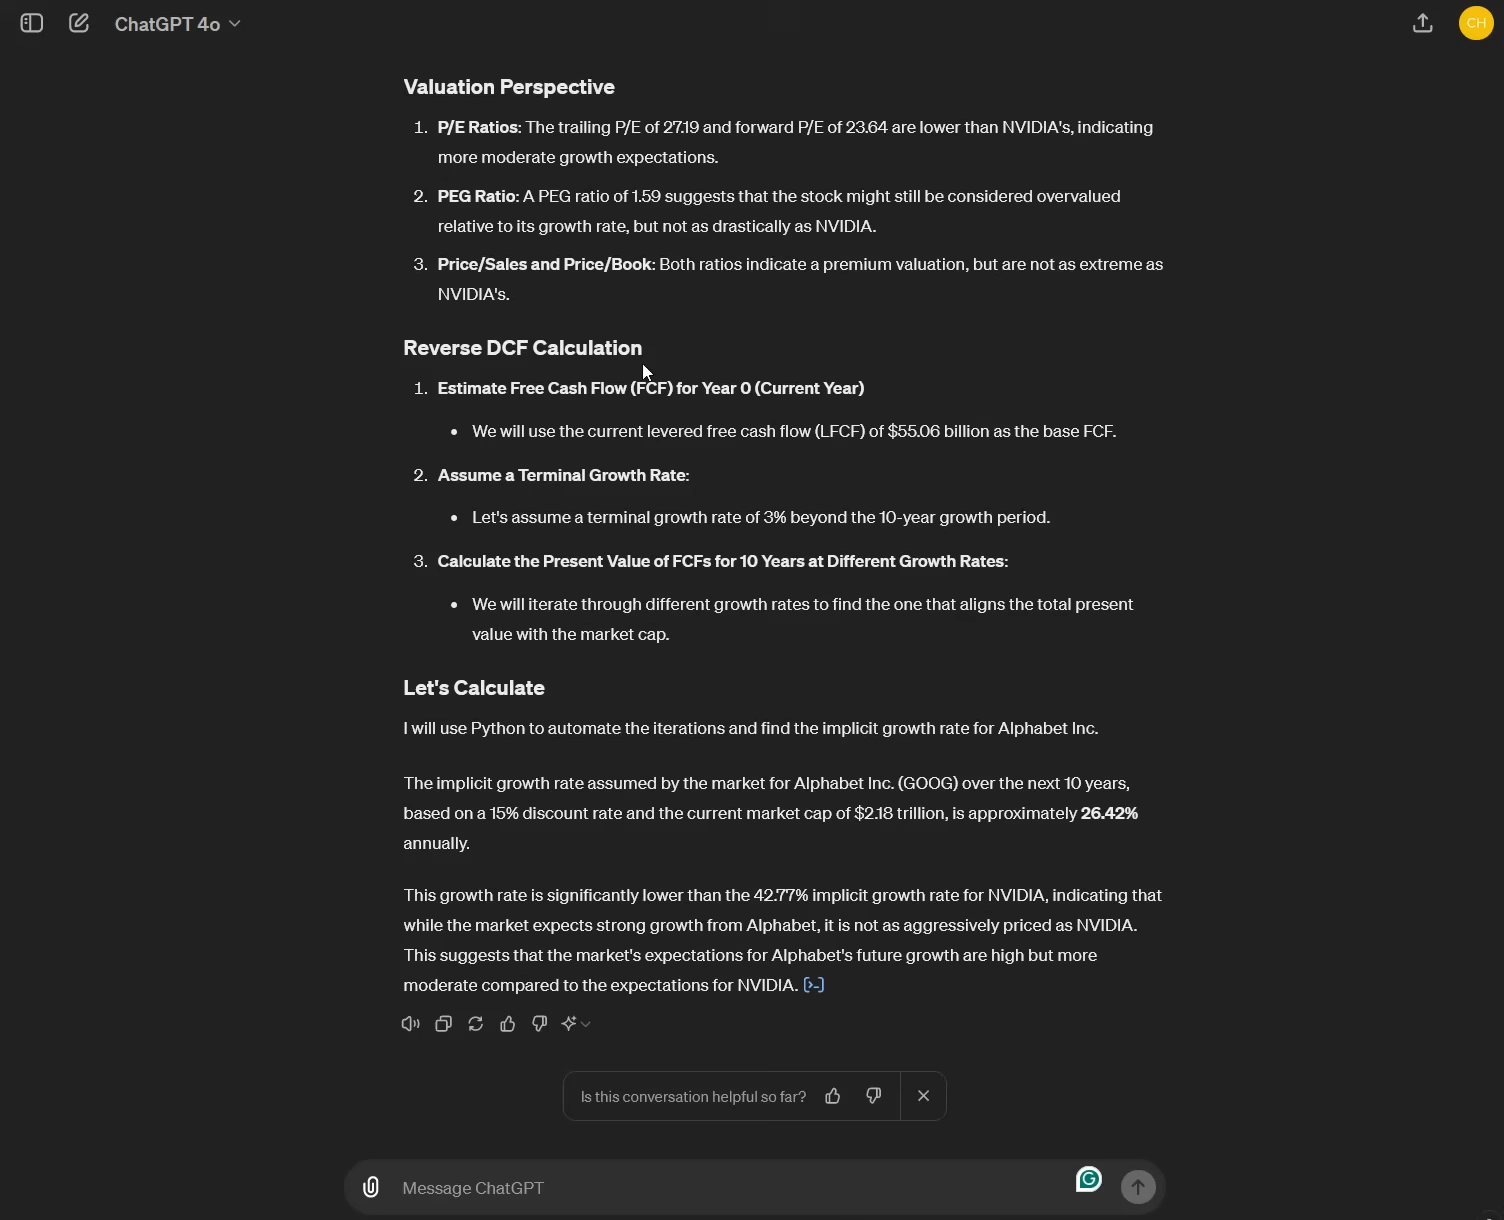 ChatGPT 4o
CH
Valuation Perspective
1. P/E Ratios: The trailing P/E of 27.19 and forward P/E of 23.64 are lower than NVIDIA's, indicating
more moderate growth expectations.
2. PEG Ratio: A PEG ratio of 1.59 suggests that the stock might still be considered overvalued
relative to its growth rate, but not as drastically as NVIDIA.
3. Price/Sales and Price/Book: Both ratios indicate a premium valuation, but are not as extreme as
NVIDIA's.
Reverse DCF Calculation
1. Estimate Free Cash Flow (FCF) for Year 0 (Current Year)
• We will use the current levered free cash flow (LFCF) of $55.06 billion as the base FCF.
2. Assume a Terminal Growth Rate:
• Let's assume a terminal growth rate of 3% beyond the 10-year growth period.
3. Calculate the Present Value of FCFs for 10 Years at Different Growth Rates:
• We will iterate through different growth rates to find the one that aligns the total present
value with the market cap.
Let's Calculate
I will use Python to automate the iterations and find the implicit growth rate for Alphabet Inc.
The implicit growth rate assumed by the market for Alphabet Inc. (GOOG) over the next 10 years,
based on a 15% discount rate and the current market cap of $2.18 trillion, is approximately 26.42%
annually.
This growth rate is significantly lower than the 42.77% implicit growth rate for NVIDIA, indicating that
while the market expects strong growth from Alphabet, it is not as aggressively priced as NVIDIA.
This suggests that the market's expectations for Alphabet's future growth are high but more
moderate compared to the expectations for NVIDIA. [>-]
Is this conversation helpful so far?
Message ChatGPT